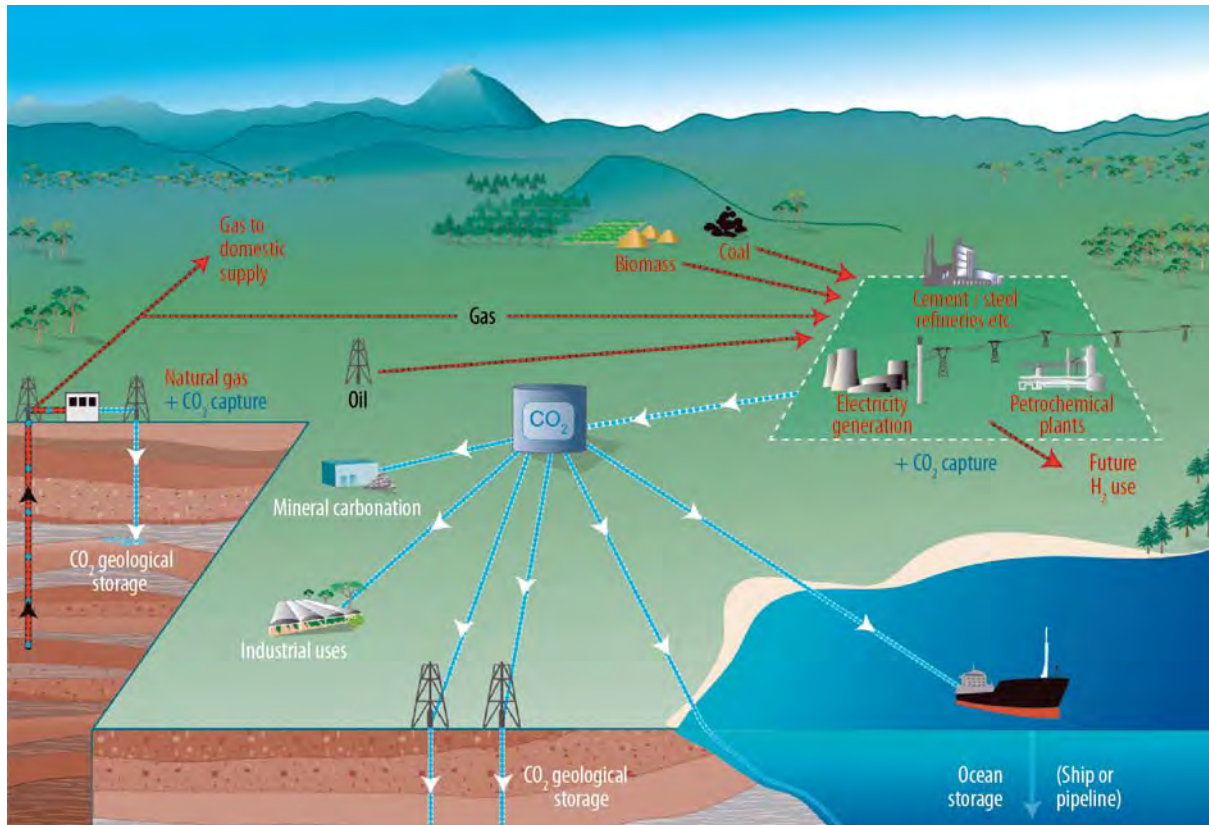 Gas to
domestic
supply
Biomass
Coal
Cement / steel
refineries etc
Gas
Natural gas
+ CO₂ capture
Oil
CO₂
Electricity
generation
Petrochemical
plants
+ CO₂ capture
Future
H₂ use
Mineral carbonation
CO₂ geological
storage
Industrial uses
CO₂ geological
storage
Ocean
storage
(Ship or
pipeline)